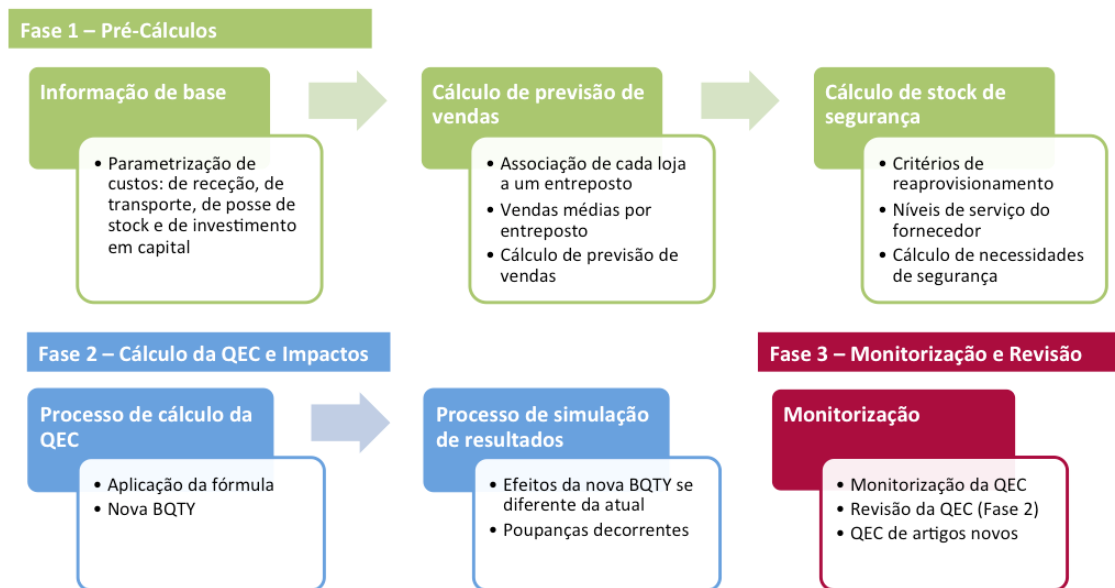 Fase 1 – Pré-Cálculos
Informação de base
• Parametrização de
custos: de receção, de
transporte, de posse de
stock e de investimento
em capital
Cálculo de previsão de
vendas
• Associação de cada loja
a um entreposto
• Vendas médias por
entreposto
• Cálculo de previsão de
vendas
Cálculo de stock de
segurança
• Critérios de
reaprovisionamento
• Níveis de serviço do
fornecedor
• Cálculo de necessidades
de segurança
Fase 2 – Cálculo da QEC e Impactos
Processo de cálculo da
QEC
• Aplicação da fórmula
• Nova BQTY
Processo de simulação
de resultados
• Efeitos da nova BQTY se
diferente da atual
• Poupanças decorrentes
Fase 3 – Monitorização e Revisão
Monitorização
• Monitorização da QEC
• Revisão da QEC (Fase 2)
• QEC de artigos novos